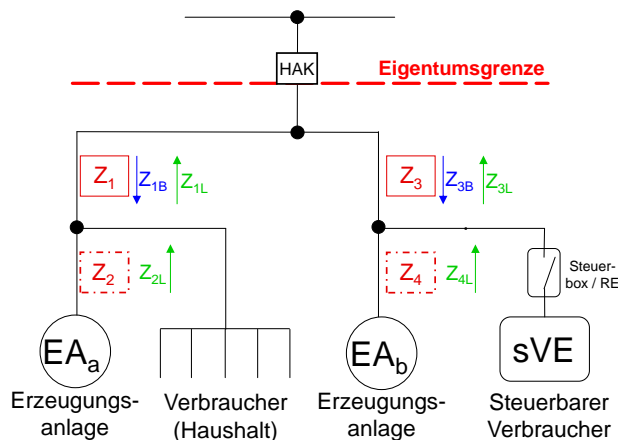 HAK
Eigentumsgrenze
Z1 Z1B Z1L
Z3 Z3B Z3L
Z2 Z2L
Z4 Z4L
Steuer-
box / RE
EAa
EAb
sVE
Erzeugungs-
anlage
Verbraucher
(Haushalt)
Erzeugungs-
anlage
Steuerbarer
Verbraucher